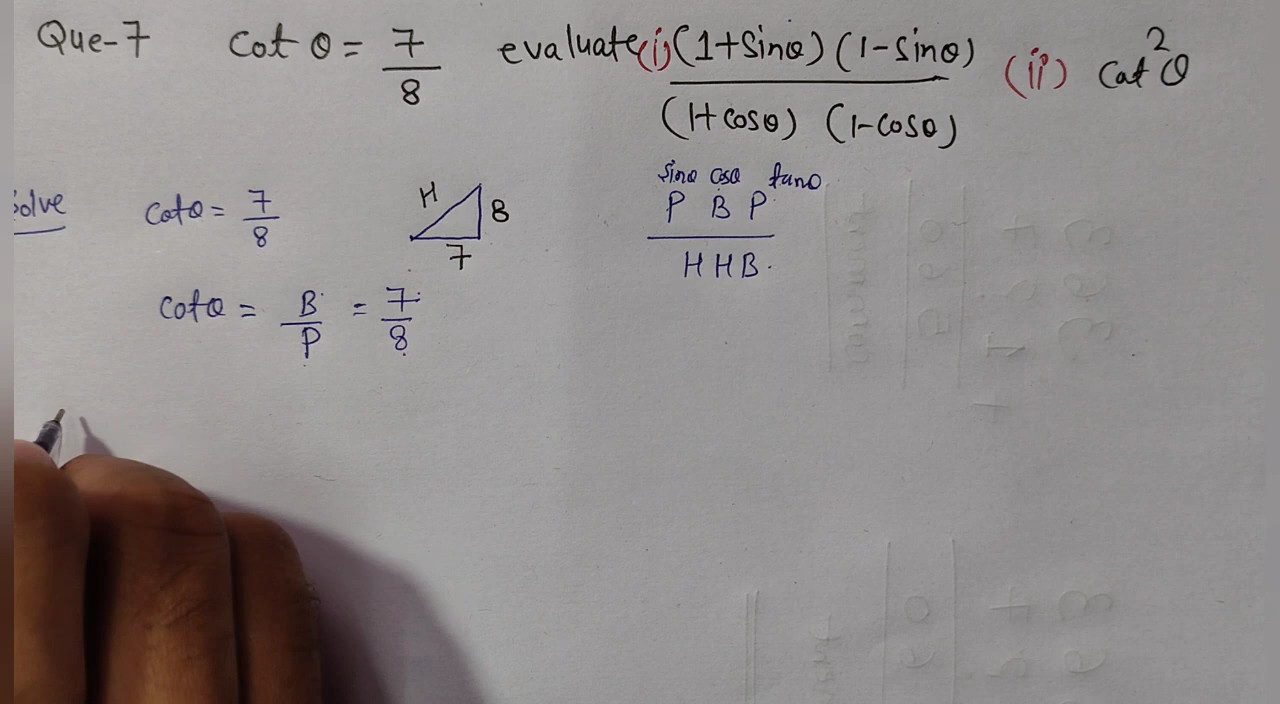 Que-7 Cot θ = 7/8 evaluate (i) (1+Sinθ) (1-Sinθ) / (1+Cosθ) (1-Cosθ) (ii) Cat²θ
Solve Cotθ = 7/8
H 8
7
Sinθ Cosθ tanθ
P B P
H H B.
Cotθ = B/P = 7/8